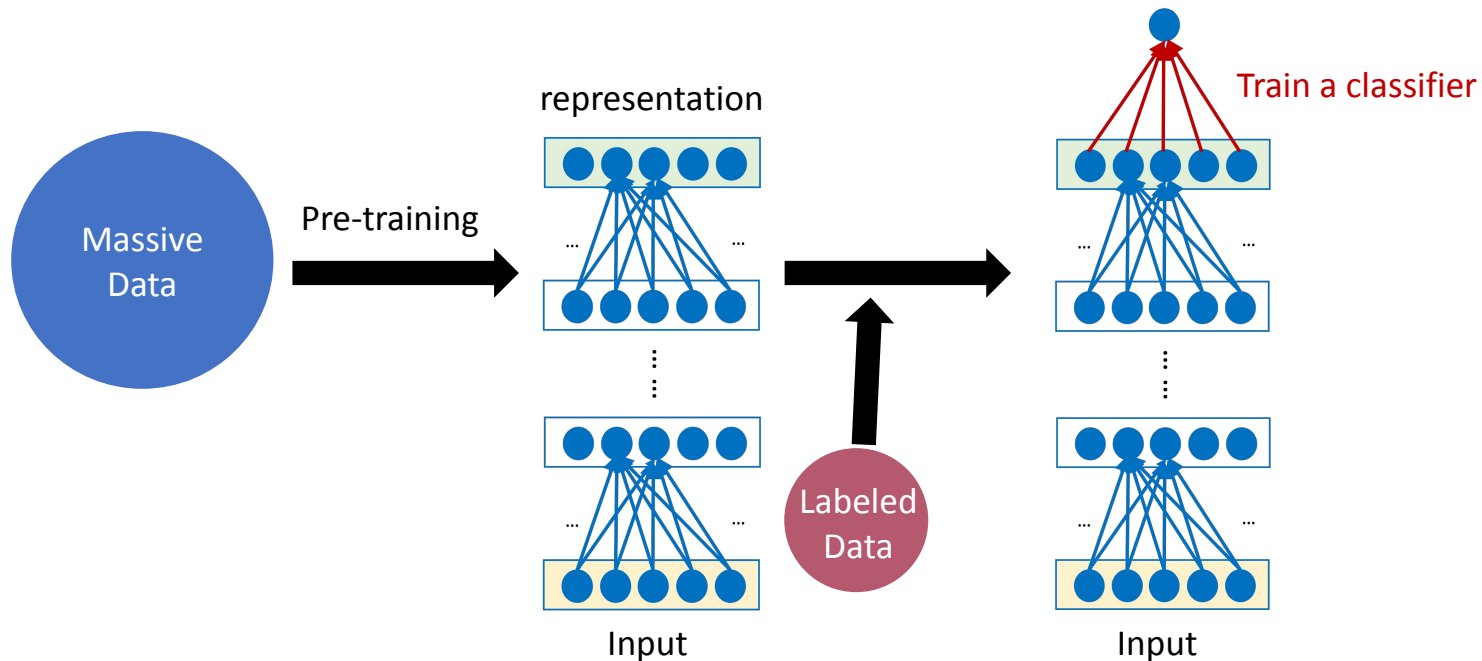 Massive
Data
Pre-training
representation
...
...
Input
Labeled
Data
Train a classifier
...
...
Input